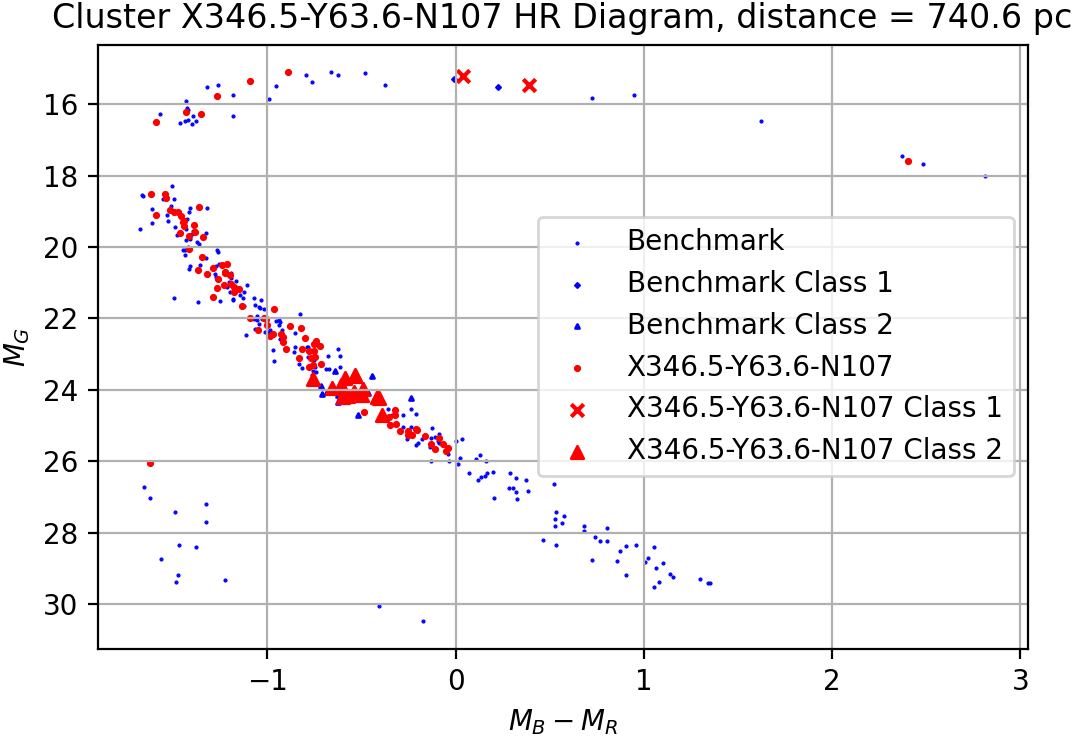 Cluster X346.5-Y63.6-N107 HR Diagram, distance = 740.6 pc
16
18
20
22
24
26
28
30
M_G
Benchmark
Benchmark Class 1
Benchmark Class 2
X346.5-Y63.6-N107
X346.5-Y63.6-N107 Class 1
X346.5-Y63.6-N107 Class 2
−1 0 1 2 3
M_B − M_R